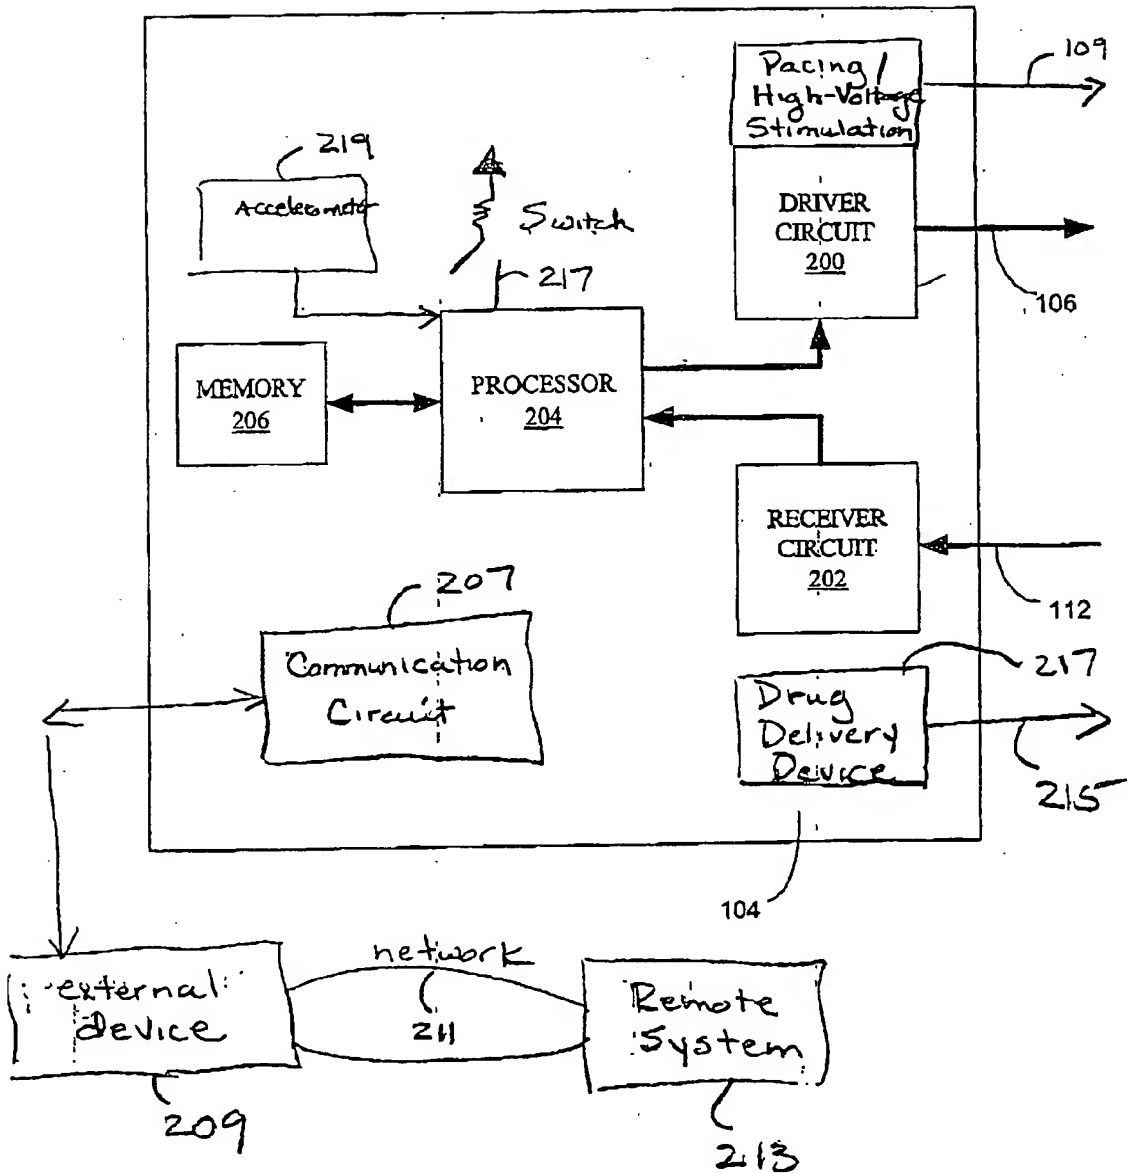 109
Pacing /
High-Voltage
Stimulation
219
Accelerometer
Switch
217
DRIVER
CIRCUIT
200
106
MEMORY
206
PROCESSOR
204
RECEIVER
CIRCUIT
202
112
207
Communication
Circuit
217
Drug
Delivery
Device
215
104
network
211
external
device
209
Remote
System
213